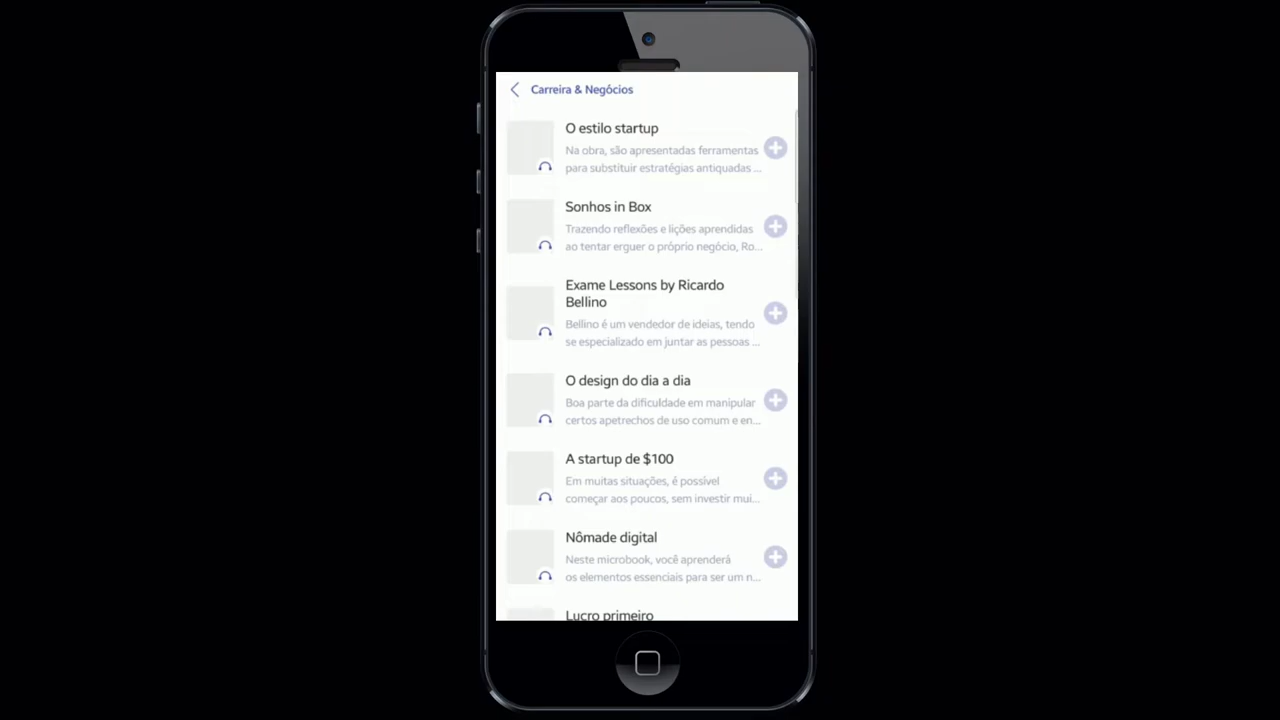 Carreira & Negócios
O estilo startup
Na obra, são apresentadas ferramentas
para substituir estratégias antiquadas ...
Sonhos in Box
Trazendo reflexões e lições aprendidas
ao tentar erguer o próprio negócio, Ro...
Exame Lessons by Ricardo
Bellino
Bellino é um vendedor de ideias, tendo
se especializado em juntar as pessoas ...
O design do dia a dia
Boa parte da dificuldade em manipular
certos apetrechos de uso comum e en...
A startup de $100
Em muitas situações, é possível
começar aos poucos, sem investir mui...
Nômade digital
Neste microbook, você aprenderá
os elementos essenciais para ser um n...
Lucro primeiro